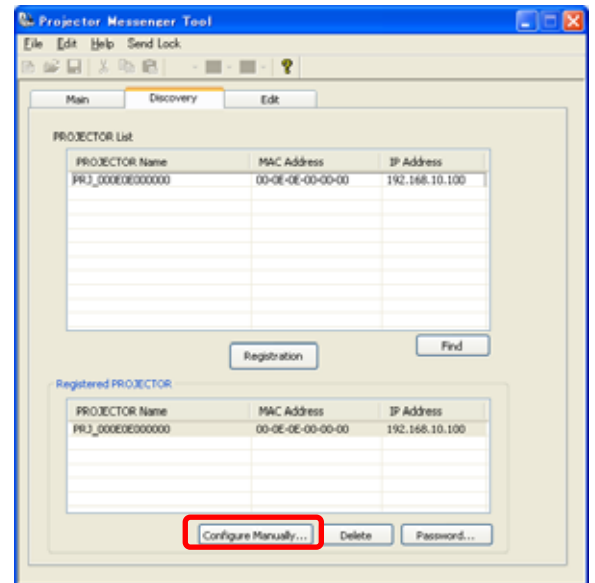 Projector Messenger Tool
File Edit Help Send Lock
Main Discovery Edit
PROJECTOR List
PROJECTOR Name MAC Address IP Address
PRJ_000E0E000000 00-0E-0E-00-00-00 192.168.10.100
Find
Registration
Registered PROJECTOR
PROJECTOR Name MAC Address IP Address
PRJ_000E0E000000 00-0E-0E-00-00-00 192.168.10.100
Configure Manually... Delete Password...